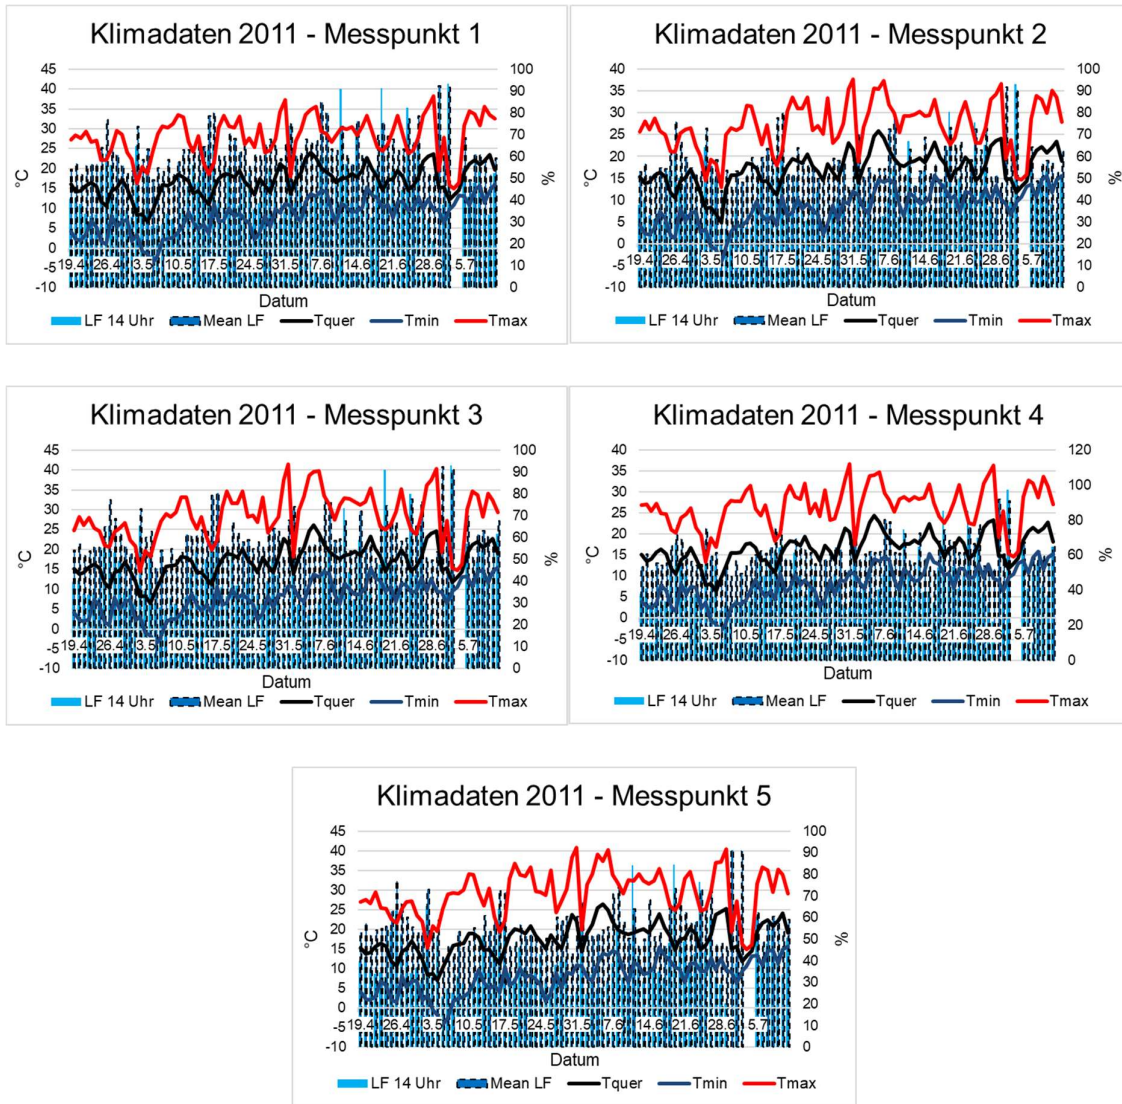 Klimadaten 2011 - Messpunkt 1
45 100
40 90
35 80
30 70
25 60
20 50
15 40
10 30
5 20
0 10
-5 0
-10
°C
%
19.4 26.4 3.5 10.5 17.5 24.5 31.5 7.6 14.6 21.6 28.6 5.7
Datum
LF 14 Uhr Mean LF Tquer Tmin Tmax
Klimadaten 2011 - Messpunkt 2
40 100
35 90
30 80
25 70
20 60
15 50
10 40
5 30
0 20
-5 10
-10 0
°C
%
19.4 26.4 3.5 10.5 17.5 24.5 31.5 7.6 14.6 21.6 28.6 5.7
Datum
LF 14 Uhr Mean LF Tquer Tmin Tmax
Klimadaten 2011 - Messpunkt 3
45 100
40 90
35 80
30 70
25 60
20 50
15 40
10 30
5 20
0 10
-5 0
-10
°C
%
19.4 26.4 3.5 10.5 17.5 24.5 31.5 7.6 14.6 21.6 28.6 5.7
Datum
LF 14 Uhr Mean LF Tquer Tmin Tmax
Klimadaten 2011 - Messpunkt 4
40 120
35 100
30 80
25 60
20 40
15 20
10 0
5
0
-5
-10
°C
%
19.4 26.4 3.5 10.5 17.5 24.5 31.5 7.6 14.6 21.6 28.6 5.7
Datum
LF 14 Uhr Mean LF Tquer Tmin Tmax
Klimadaten 2011 - Messpunkt 5
45 100
40 90
35 80
30 70
25 60
20 50
15 40
10 30
5 20
0 10
-5 0
-10
°C
%
19.4 26.4 3.5 10.5 17.5 24.5 31.5 7.6 14.6 21.6 28.6 5.7
Datum
LF 14 Uhr Mean LF Tquer Tmin Tmax